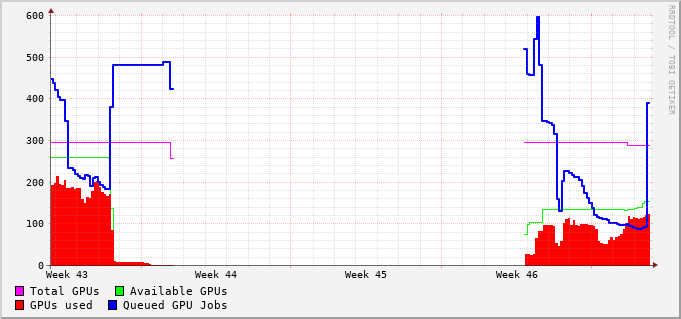 600
500
400
300
200
100
0
Week 43 Week 44 Week 45 Week 46
Total GPUs Available GPUs
GPUs used Queued GPU Jobs
RRDTOOL / TOBI OETIKER